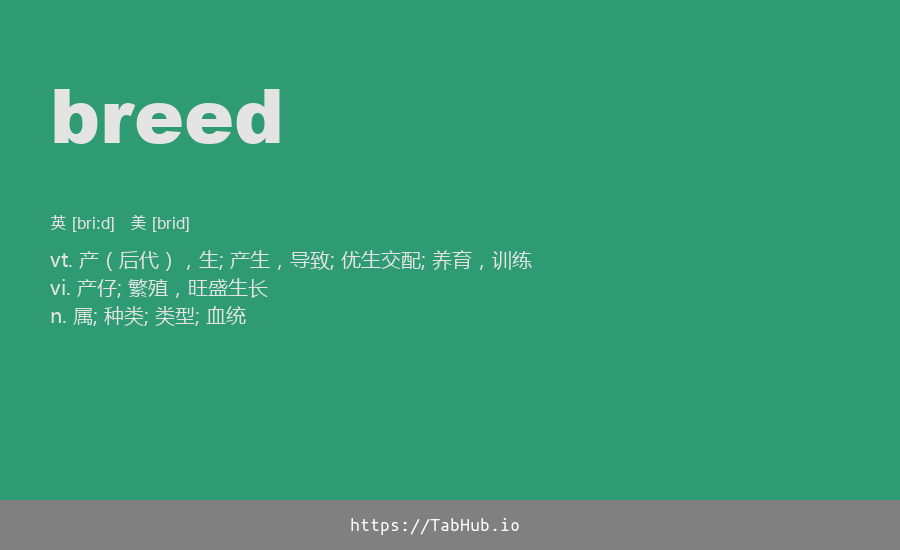 breed
英 [bri:d] 美 [brid]
vt. 产（后代），生; 产生，导致; 优生交配; 养育，训练
vi. 产仔; 繁殖，旺盛生长
n. 属; 种类; 类型; 血统
https://TabHub.io